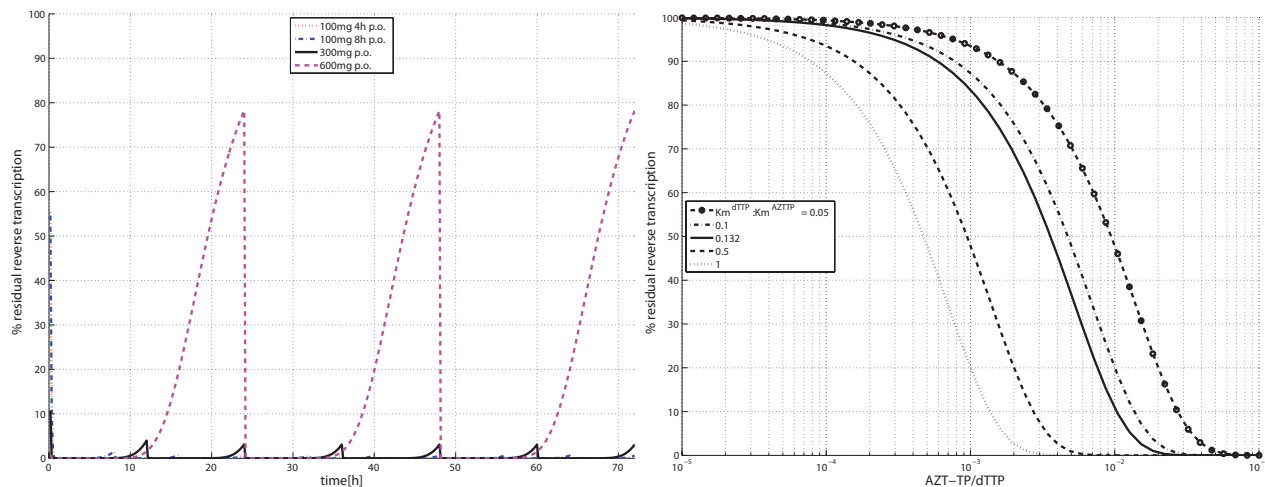 100mg 4h p.o.
100mg 8h p.o.
300mg p.o.
600mg p.o.
% residual reverse transcription
100
90
80
70
60
50
40
30
20
10
0
0 10 20 30 40 50 60 70
time[h]
% residual reverse transcription
100
90
80
70
60
50
40
30
20
10
0
Km^dTTP :Km^AZTTP = 0.05
0.1
0.132
0.5
1
10^−5 10^−4 10^−3 10^−2 10^−
AZT−TP/dTTP